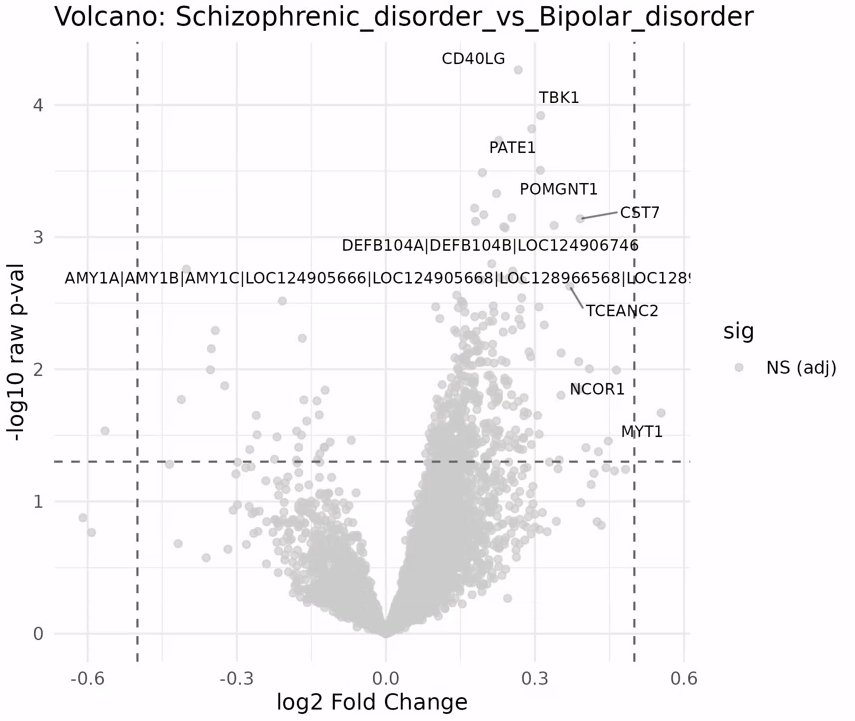 Volcano: Schizophrenic_disorder_vs_Bipolar_disorder
CD40LG
TBK1
PATE1
POMGNT1
CST7
DEFB104A|DEFB104B|LOC124906746
AMY1A|AMY1B|AMY1C|LOC124905666|LOC124905668|LOC128966568|LOC1289
TCEANC2
NCOR1
MYT1
-log10 raw p-val
4
3
2
1
0
-0.6
-0.3
0.0
0.3
0.6
log2 Fold Change
sig
NS (adj)